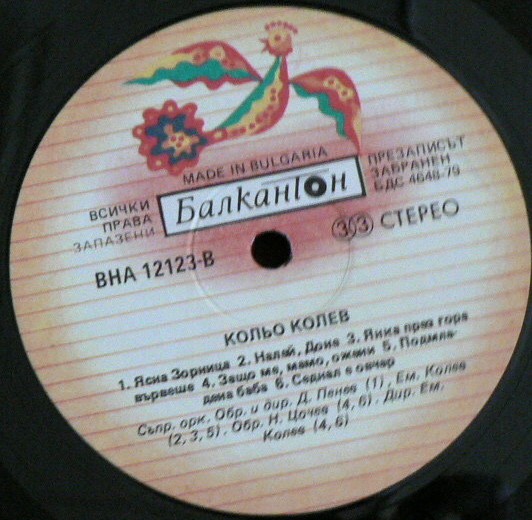 MADE IN BULGARIA
ВСИЧКИ
ПРАВА
ЗАПАЗЕНИ
Балкантон
ПРЕЗАПИСЪТ
ЗАБРАНЕН
БДС 4048-79
ВНА 12123-В
33 СТЕРЕО
КОЛЬО КОЛЕВ
1. Ясна Зорница 2. Налей, Доне 3. Янка през гора
вървеше 4. Защо ме, мамо, ожени 5. Подмла-
дена баба 6. Седнал е овчар
Съпр. орк. Обр. и дир. Д. Пенев (1), Ем. Колев
(2, 3, 5). Обр. Н. Цочев (4, 6). Дир. Ем.
Колев (4, 6)